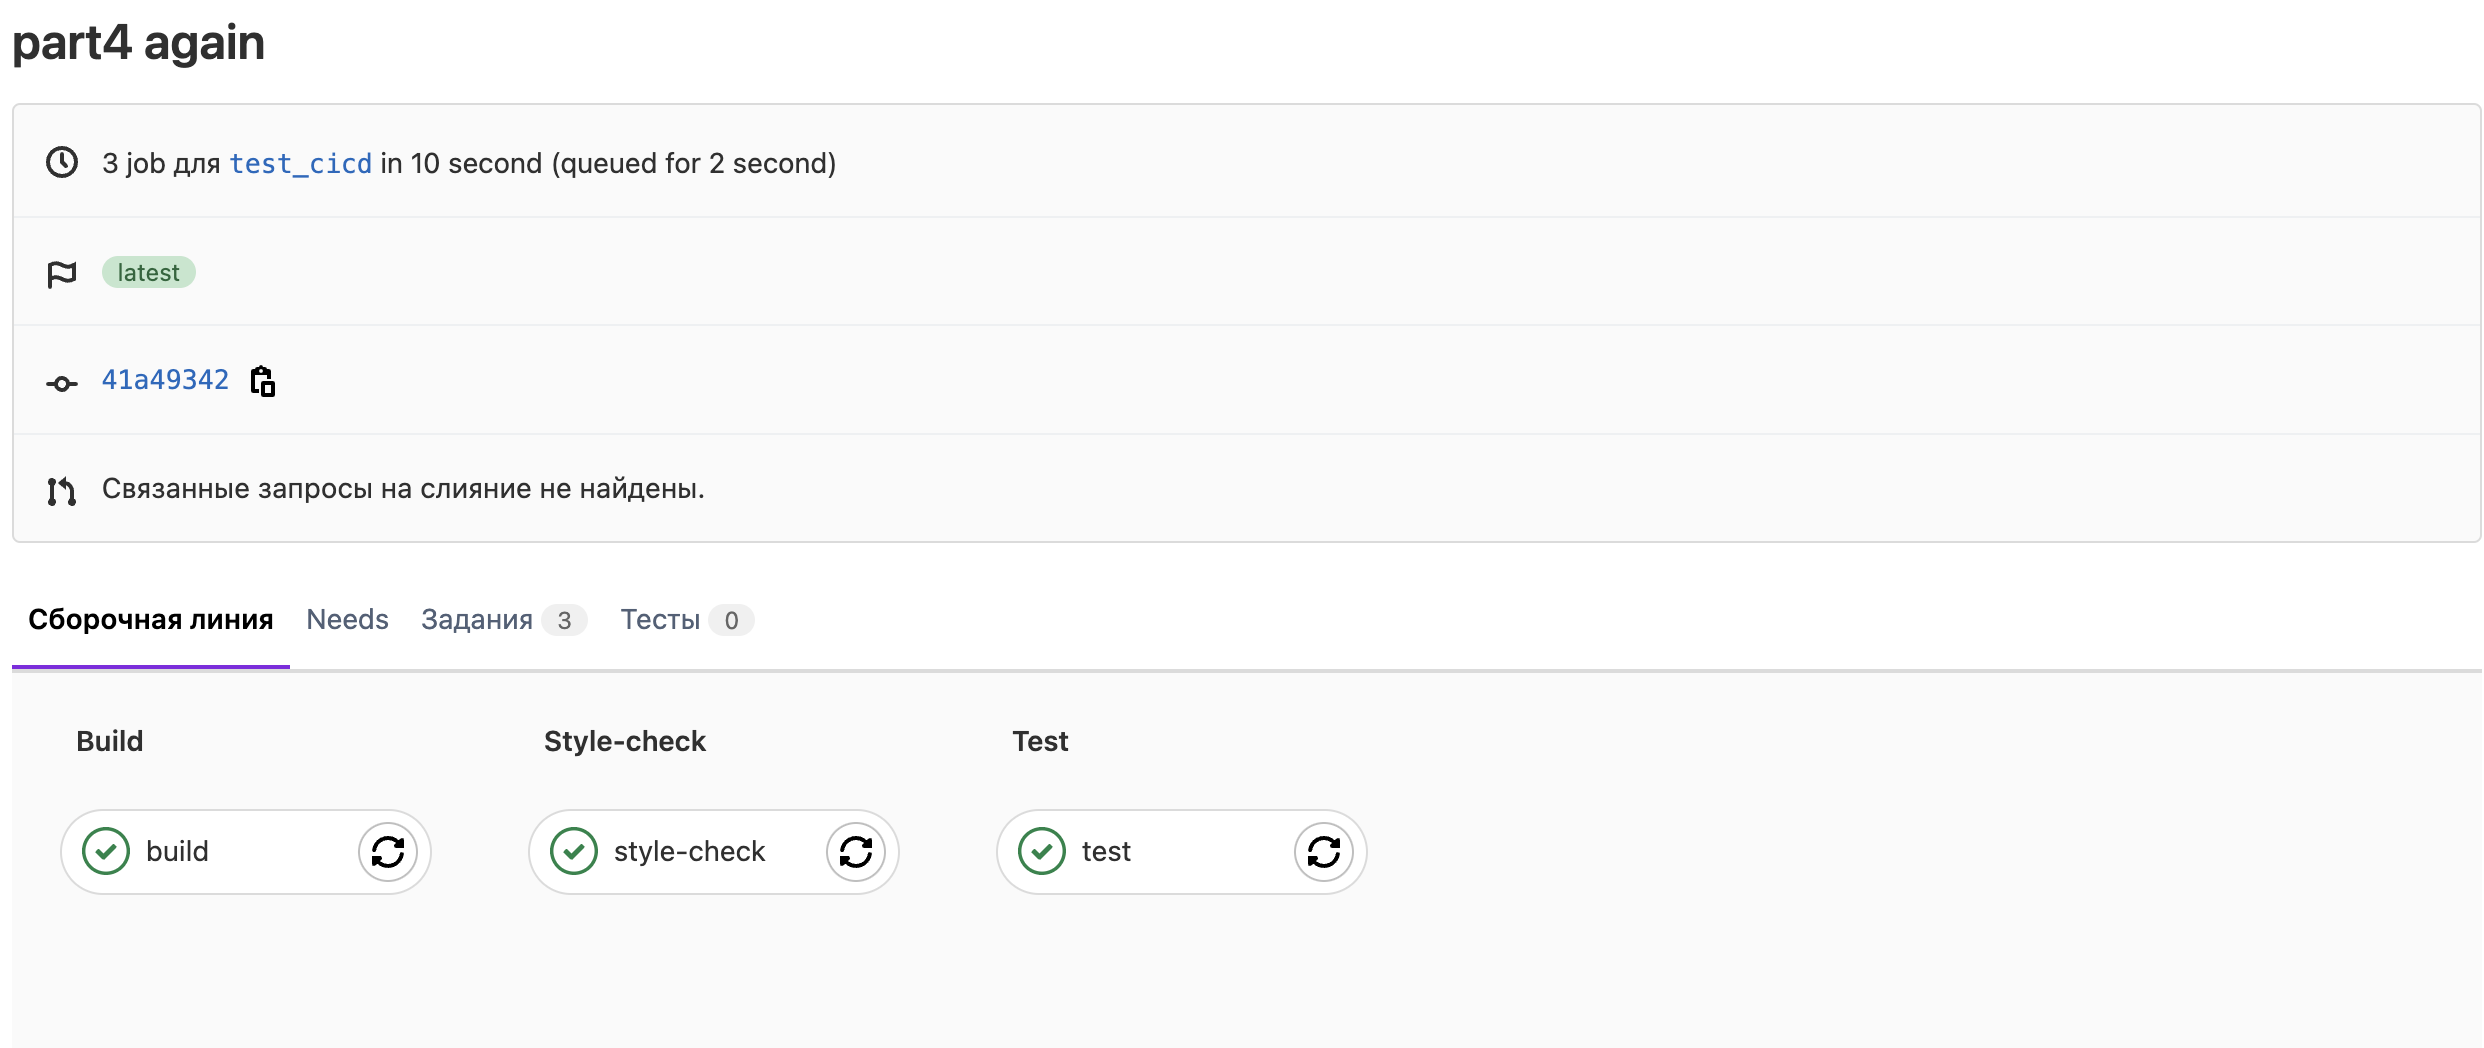 part4 again
3 job для test_cicd in 10 second (queued for 2 second)
latest
41a49342
Связанные запросы на слияние не найдены.
Сборочная линия Needs Задания 3 Тесты 0
Build Style-check Test
build style-check test